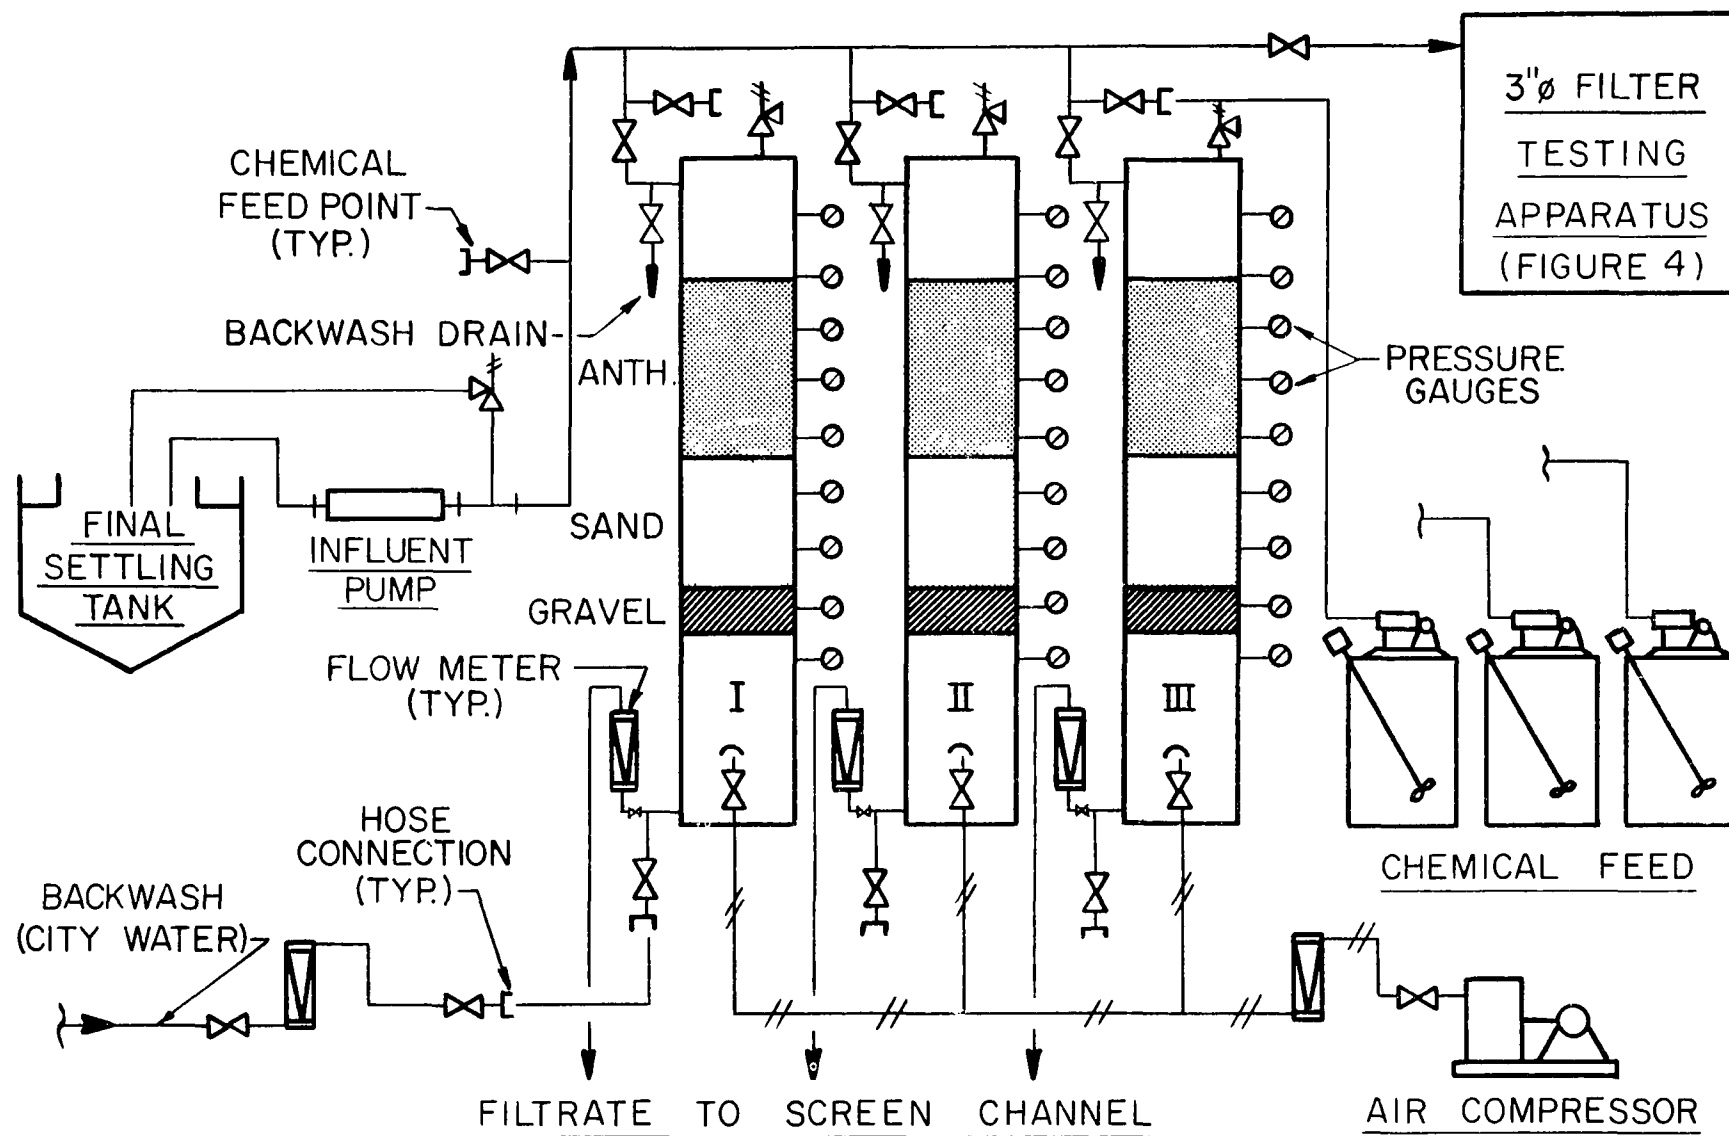 3"ø FILTER
TESTING
APPARATUS
(FIGURE 4)
CHEMICAL
FEED POINT
(TYP.)
BACKWASH DRAIN
ANTH.
PRESSURE
GAUGES
FINAL
SETTLING
TANK
INFLUENT
PUMP
SAND
GRAVEL
FLOW METER
(TYP.)
I
II
III
HOSE
CONNECTION
(TYP.)
CHEMICAL FEED
BACKWASH
(CITY WATER)
FILTRATE TO SCREEN CHANNEL
AIR COMPRESSOR